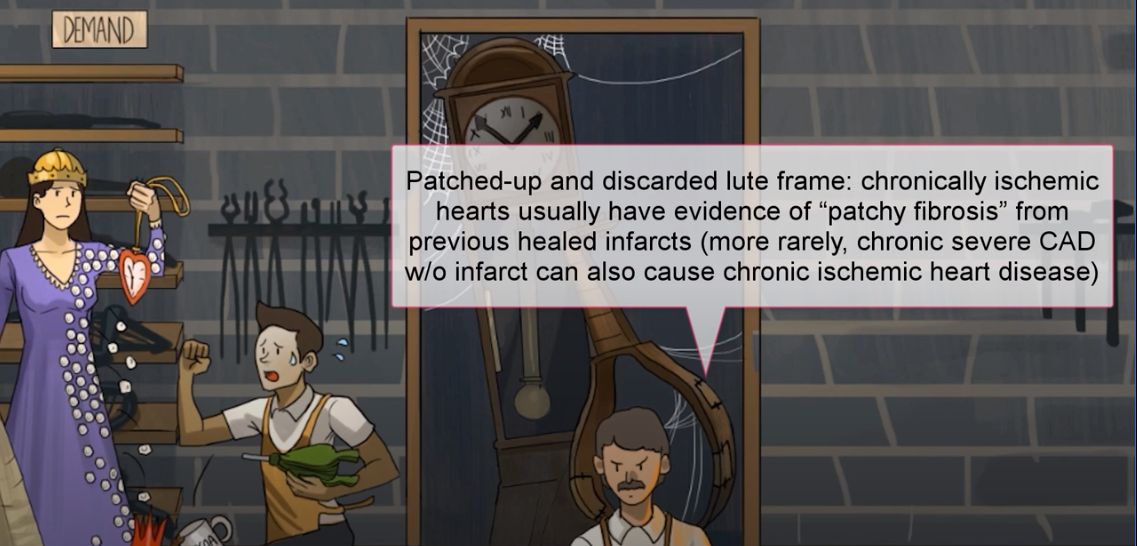 DEMAND
Patched-up and discarded lute frame: chronically ischemic
hearts usually have evidence of “patchy fibrosis” from
previous healed infarcts (more rarely, chronic severe CAD
w/o infarct can also cause chronic ischemic heart disease)